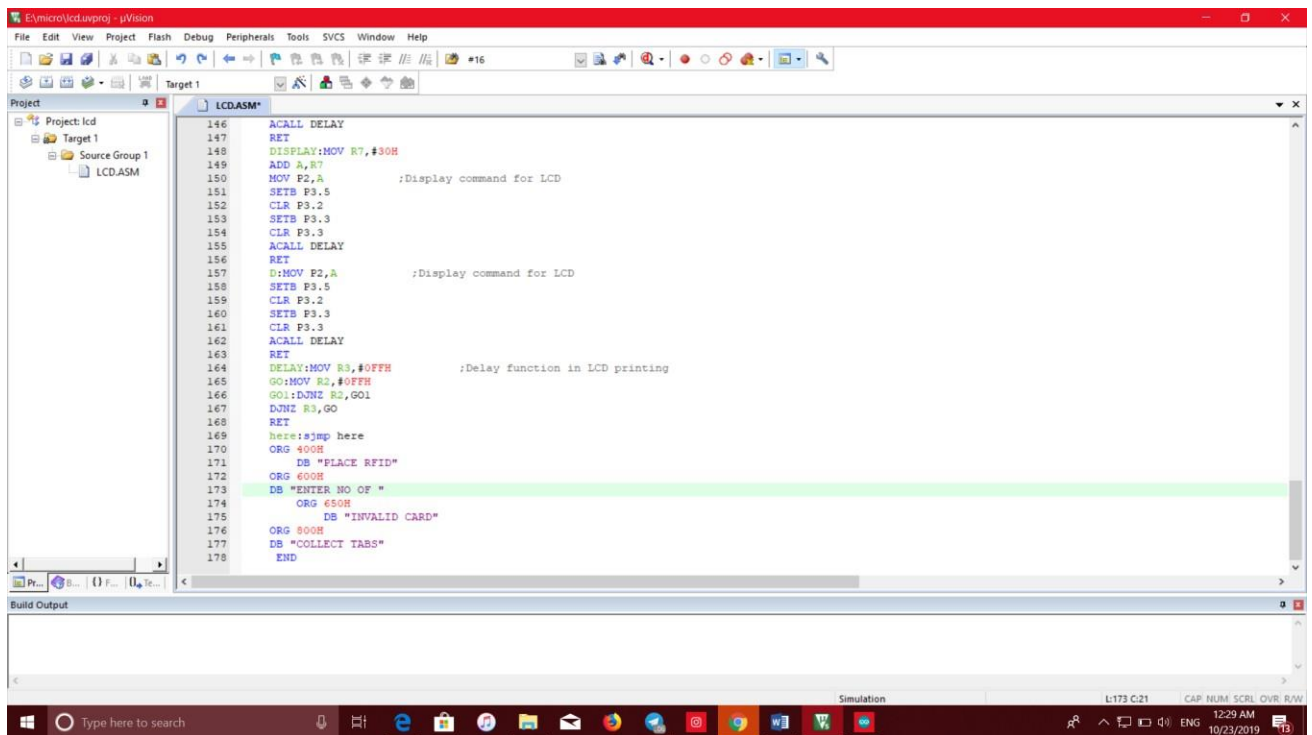 E:\micro\lcd.uvproj - µVision
File Edit View Project Flash Debug Peripherals Tools SVCS Window Help
#16
Target 1
Project
LCD.ASM*
Project: lcd
Target 1
Source Group 1
LCD.ASM
146 ACALL DELAY
147 RET
148 DISPLAY:MOV R7,#30H
149 ADD A,R7
150 MOV P2,A ;Display command for LCD
151 SETB P3.5
152 CLR P3.2
153 SETB P3.3
154 CLR P3.3
155 ACALL DELAY
156 RET
157 D:MOV P2,A ;Display command for LCD
158 SETB P3.5
159 CLR P3.2
160 SETB P3.3
161 CLR P3.3
162 ACALL DELAY
163 RET
164 DELAY:MOV R3,#0FFH ;Delay function in LCD printing
165 GO:MOV R2,#0FFH
166 GO1:DJNZ R2,GO1
167 DJNZ R3,GO
168 RET
169 here:sjmp here
170 ORG 400H
171 DB "PLACE RFID"
172 ORG 600H
173 DB "ENTER NO OF "
174 ORG 650H
175 DB "INVALID CARD"
176 ORG 800H
177 DB "COLLECT TABS"
178 END
Pr... B... {} F... Te...
Build Output
Simulation L:173 C:21 CAP NUM SCRL OVR R/W
Type here to search
ENG
12:29 AM
10/23/2019
13